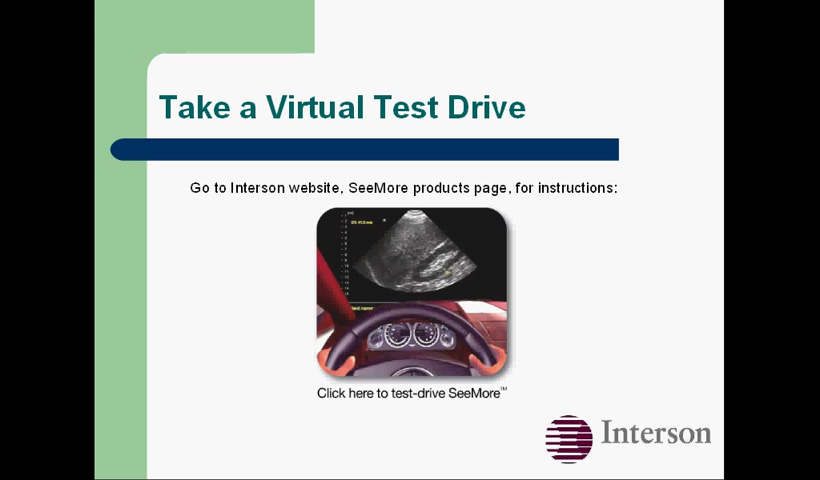 Take a Virtual Test Drive
Go to Interson website, SeeMore products page, for instructions:
Click here to test-drive SeeMore™
Interson